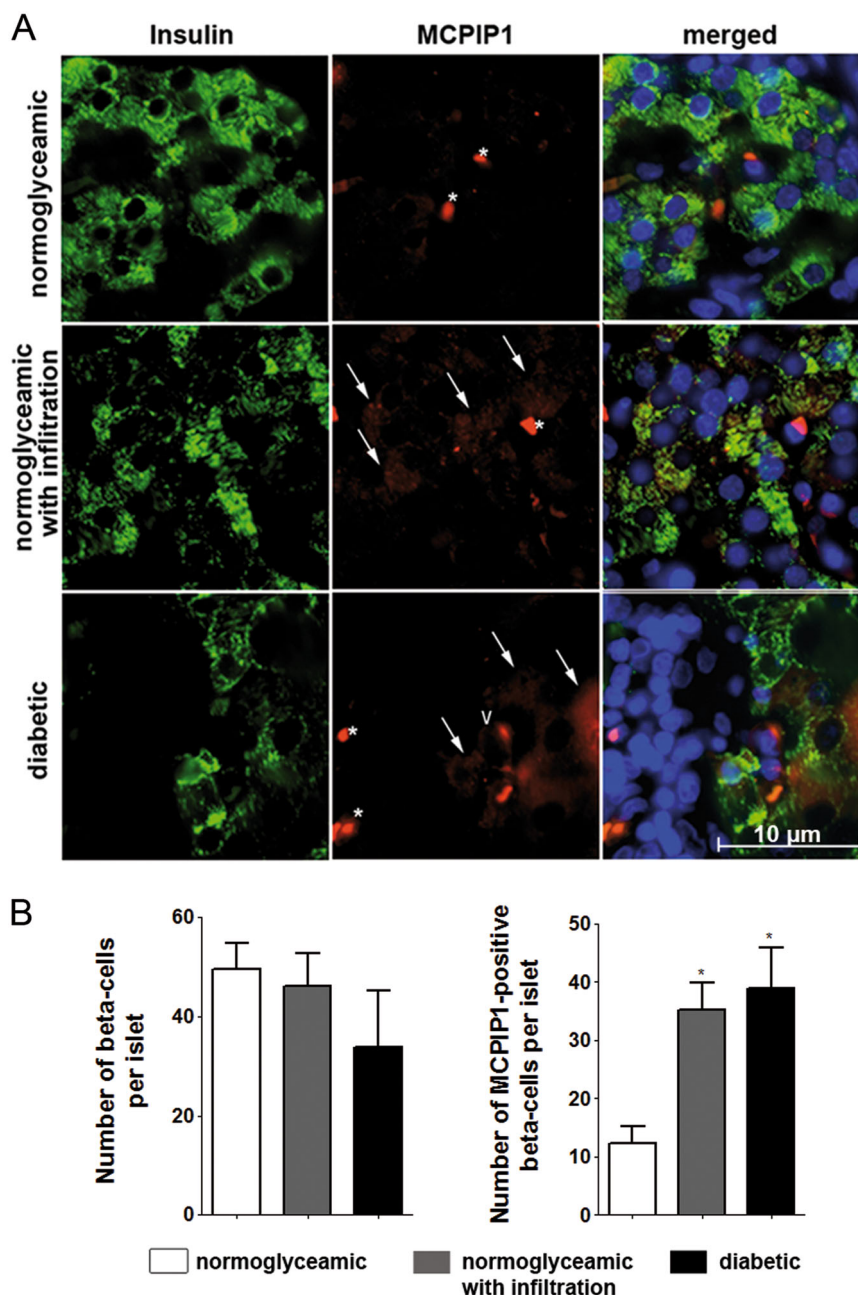 A
Insulin MCPIP1 merged
normoglyceamic
*
*
normoglyceamic
with infiltration
*
diabetic
V
*
*
10 µm
B
Number of beta-cells
per islet
60
40
20
0
Number of MCPIP1-positive
beta-cells per islet
50
40
30
20
10
0
*
*
normoglyceamic
normoglyceamic
with infiltration
diabetic